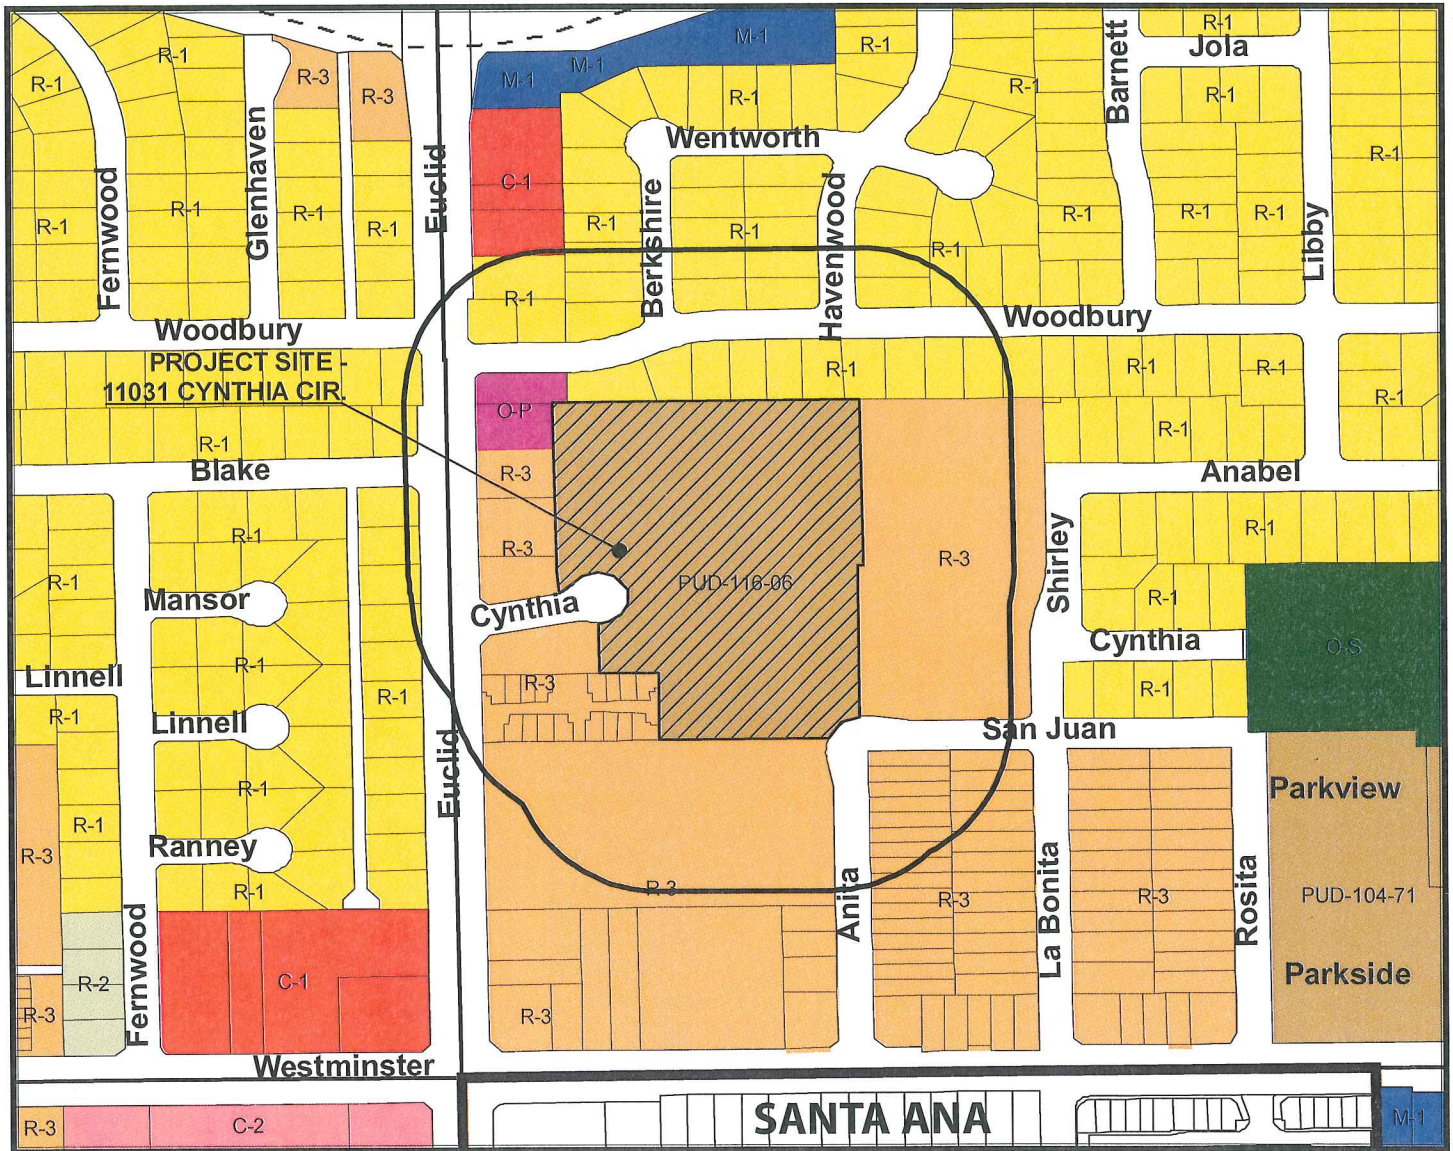 R-1
Jola
M-1
R-1
R-1
M-1
M-1
R-1
R-3
R-1
R-3
R-1
R-1
Barnett
Wentworth
R-1
C-1
Euclid
Glenhaven
Fernwood
R-1
R-1
R-1
R-1
R-1
Berkshire
R-1
Havenwood
R-1
R-1
R-1
R-1
Libby
R-1
Woodbury
Woodbury
PROJECT SITE -
11031 CYNTHIA CIR.
R-1
R-1
R-1
R-1
O-P
R-1
R-1
Blake
R-3
Anabel
R-1
R-3
R-3
R-1
Shirley
R-1
PUD-116-06
Mansor
Cynthia
R-1
Cynthia
O-S
R-1
Linnell
R-3
R-1
R-1
R-1
Linnell
San Juan
Euclid
R-1
Parkview
R-1
Ranney
R-3
R-1
R-3
Anita
R-3
La Bonita
R-3
Rosita
PUD-104-71
Fernwood
R-2
C-1
Parkside
R-3
R-3
Westminster
R-3
C-2
SANTA ANA
M-1